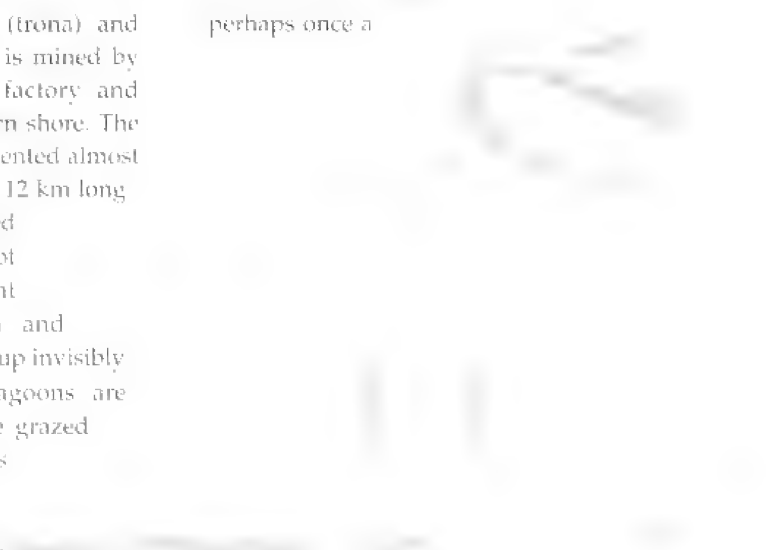 (trona) and
is mined by
factory and
rn shore. The
ented almost
12 km long
ed
ot
nt
and
up invisibly
agoons are
e grazed
s
perhaps once a